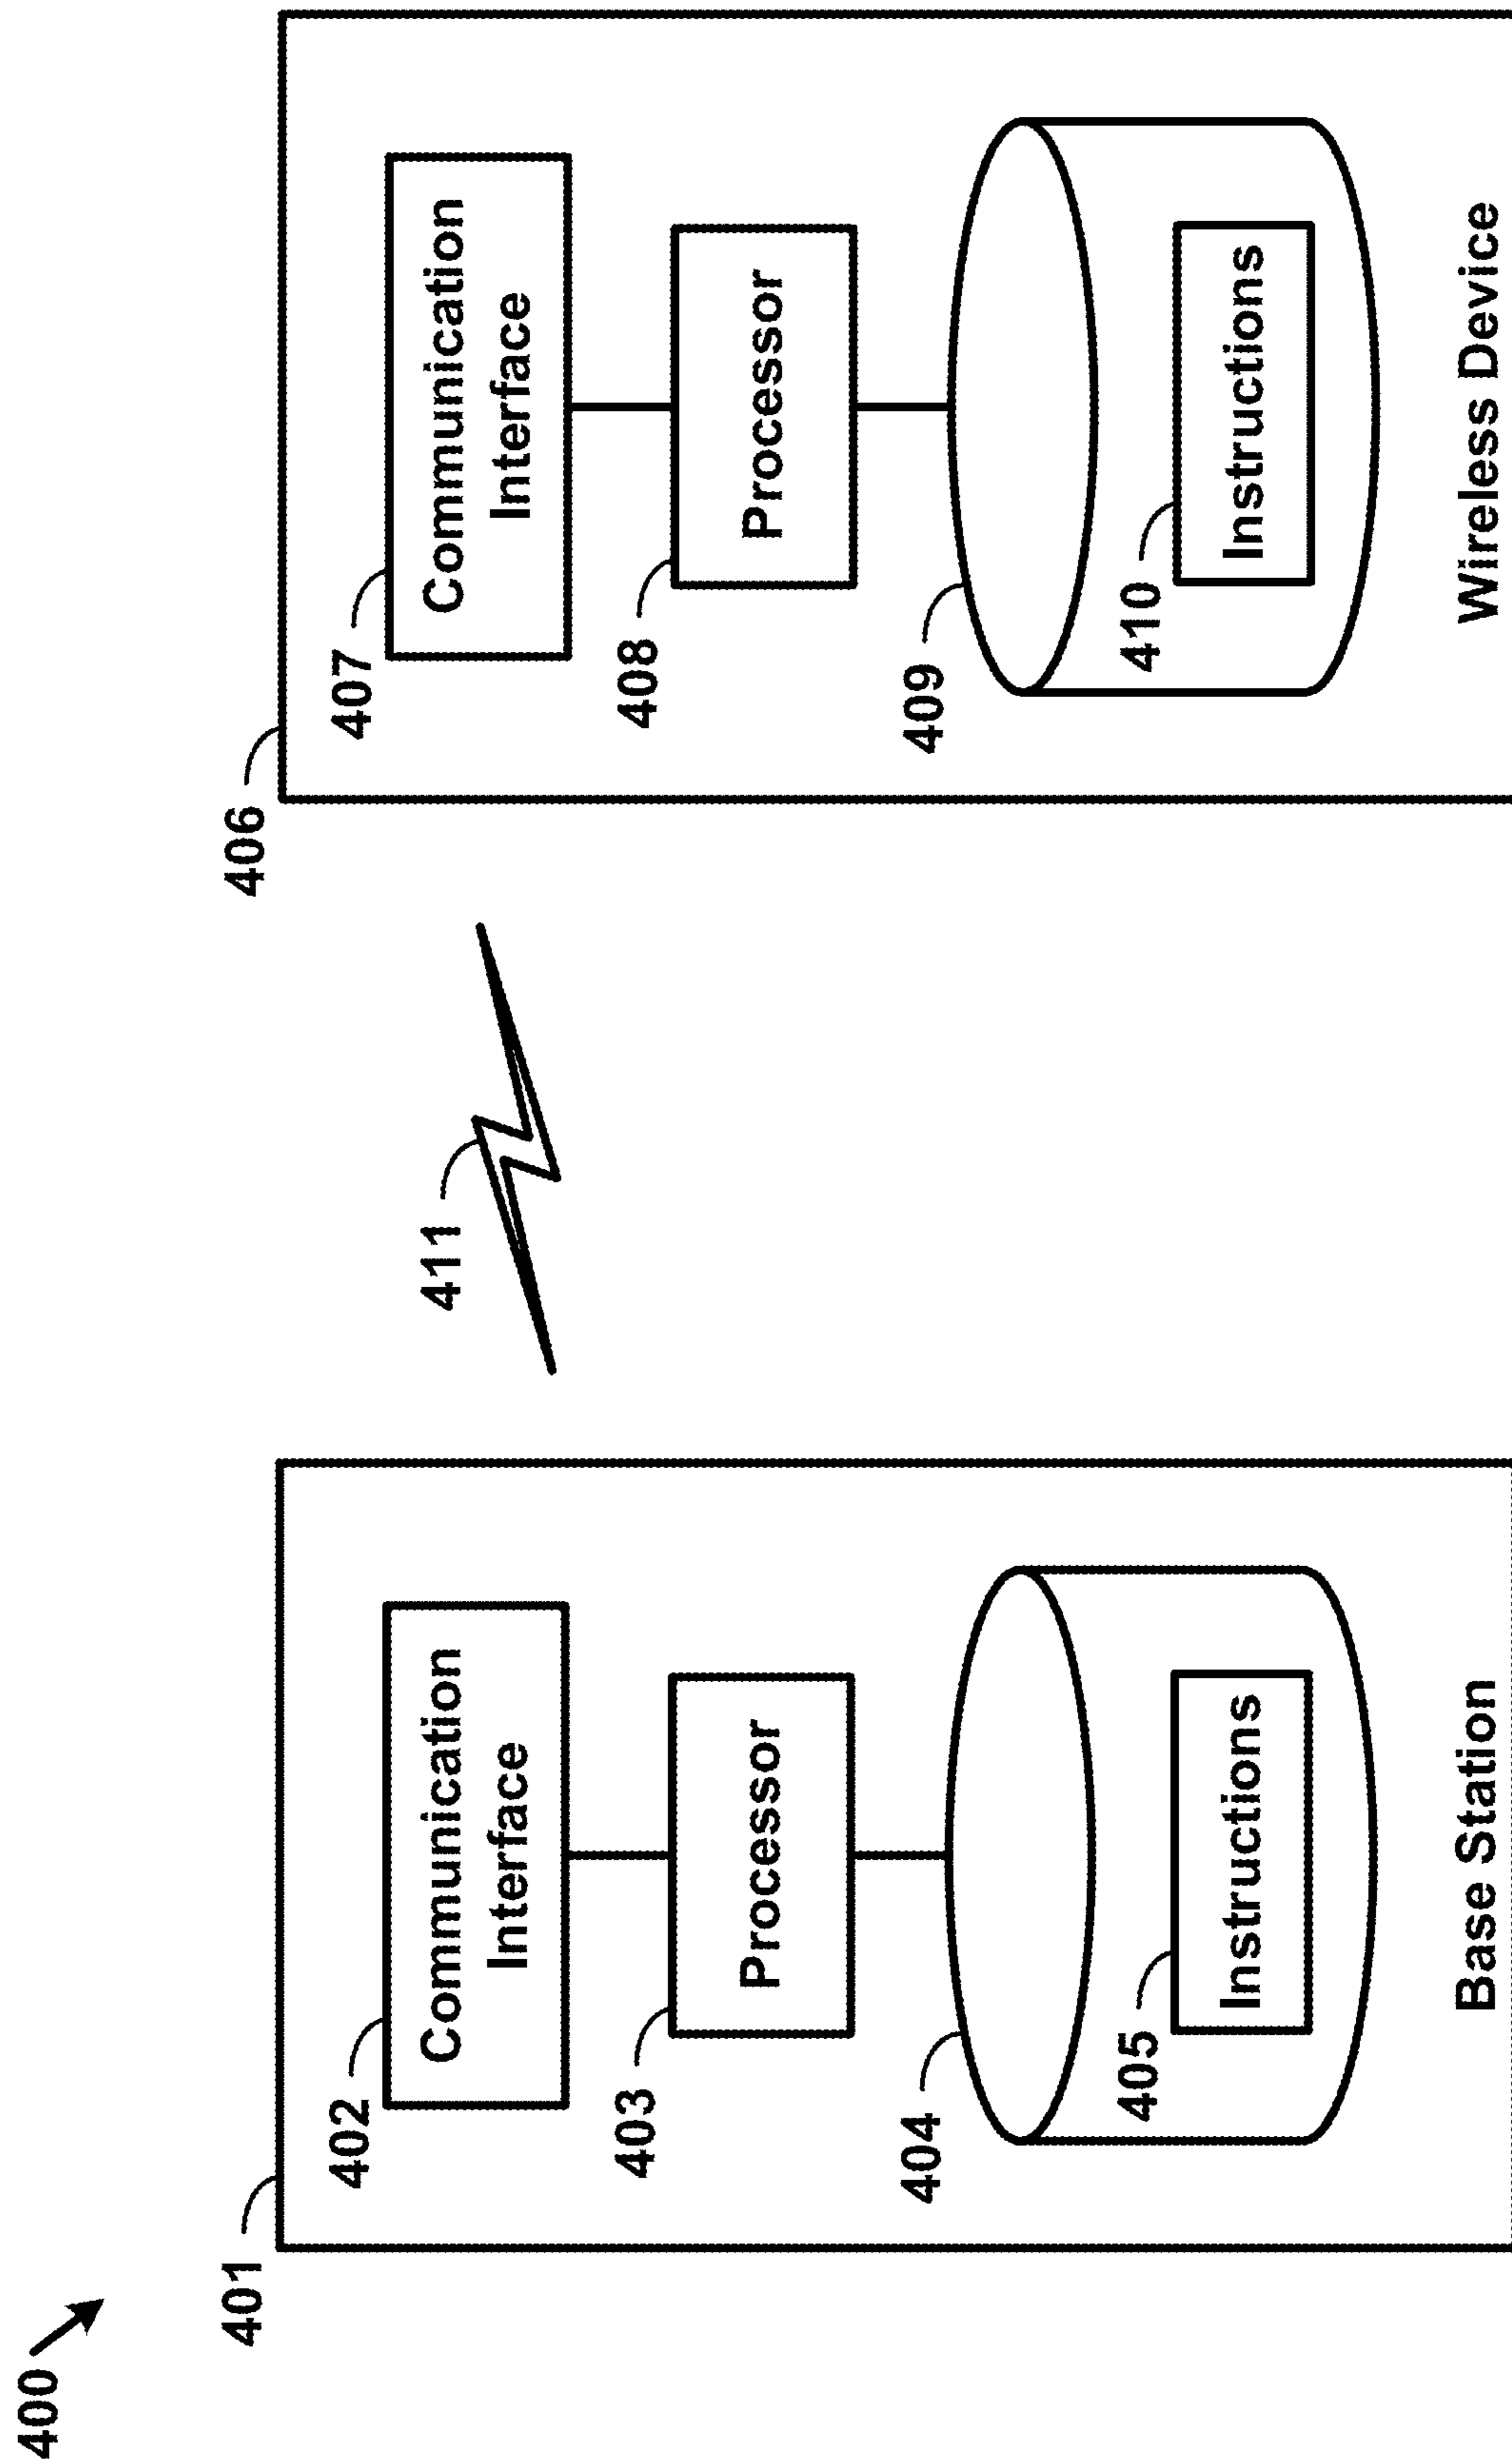 400
401
402
Communication
Interface
403
Processor
404
405
Instructions
Base Station
411
406
407
Communication
Interface
408
Processor
409
410
Instructions
Wireless Device